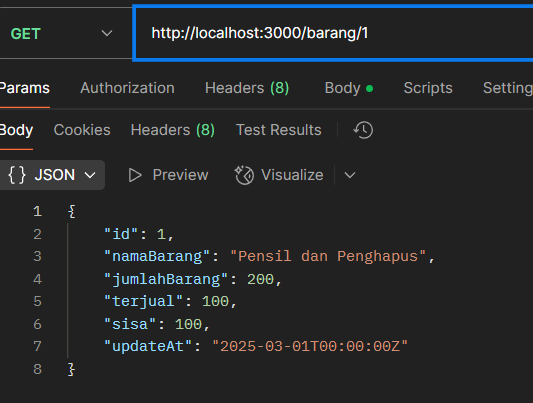 GET http://localhost:3000/barang/1
Params Authorization Headers (8) Body Scripts Setting
Body Cookies Headers (8) Test Results
{} JSON Preview Visualize
1 {
2 "id": 1,
3 "namaBarang": "Pensil dan Penghapus",
4 "jumlahBarang": 200,
5 "terjual": 100,
6 "sisa": 100,
7 "updateAt": "2025-03-01T00:00:00Z"
8 }